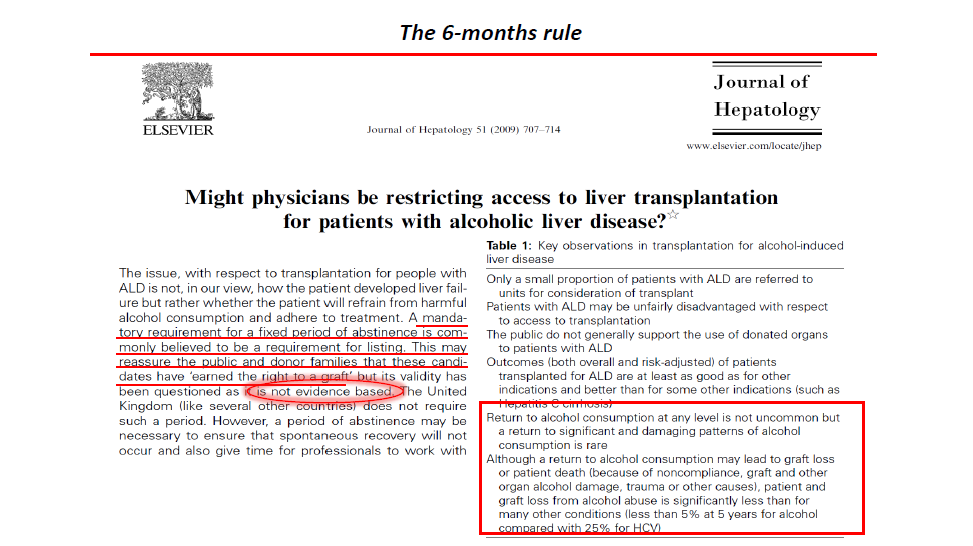 The 6-months rule
ELSEVIER
Journal of Hepatology 51 (2009) 707–714
Journal of
Hepatology
www.elsevier.com/locate/jhep
Might physicians be restricting access to liver transplantation
for patients with alcoholic liver disease?☆
The issue, with respect to transplantation for people with
ALD is not, in our view, how the patient developed liver fail-
ure but rather whether the patient will refrain from harmful
alcohol consumption and adhere to treatment. A manda-
tory requirement for a fixed period of abstinence is com-
monly believed to be a requirement for listing. This may
reassure the public and donor families that these candi-
dates have ‘earned the right to a graft’ but its validity has
been questioned as it is not evidence based. The United
Kingdom (like several other countries) does not require
such a period. However, a period of abstinence may be
necessary to ensure that spontaneous recovery will not
occur and also give time for professionals to work with
Table 1: Key observations in transplantation for alcohol-induced
liver disease
Only a small proportion of patients with ALD are referred to
units for consideration of transplant
Patients with ALD may be unfairly disadvantaged with respect
to access to transplantation
The public do not generally support the use of donated organs
to patients with ALD
Outcomes (both overall and risk-adjusted) of patients
transplanted for ALD are at least as good as for other
indications and better than for some other indications (such as
Hepatitis C cirrhosis)
Return to alcohol consumption at any level is not uncommon but
a return to significant and damaging patterns of alcohol
consumption is rare
Although a return to alcohol consumption may lead to graft loss
or patient death (because of noncompliance, graft and other
organ alcohol damage, trauma or other causes), patient and
graft loss from alcohol abuse is significantly less than for
many other conditions (less than 5% at 5 years for alcohol
compared with 25% for HCV)